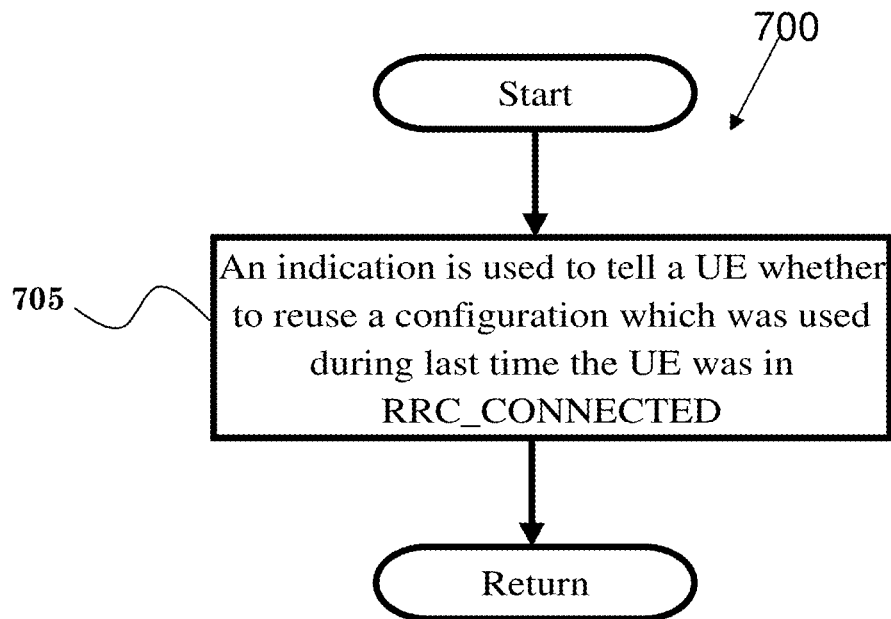 700
Start
An indication is used to tell a UE whether
to reuse a configuration which was used
during last time the UE was in
RRC_CONNECTED
705
Return